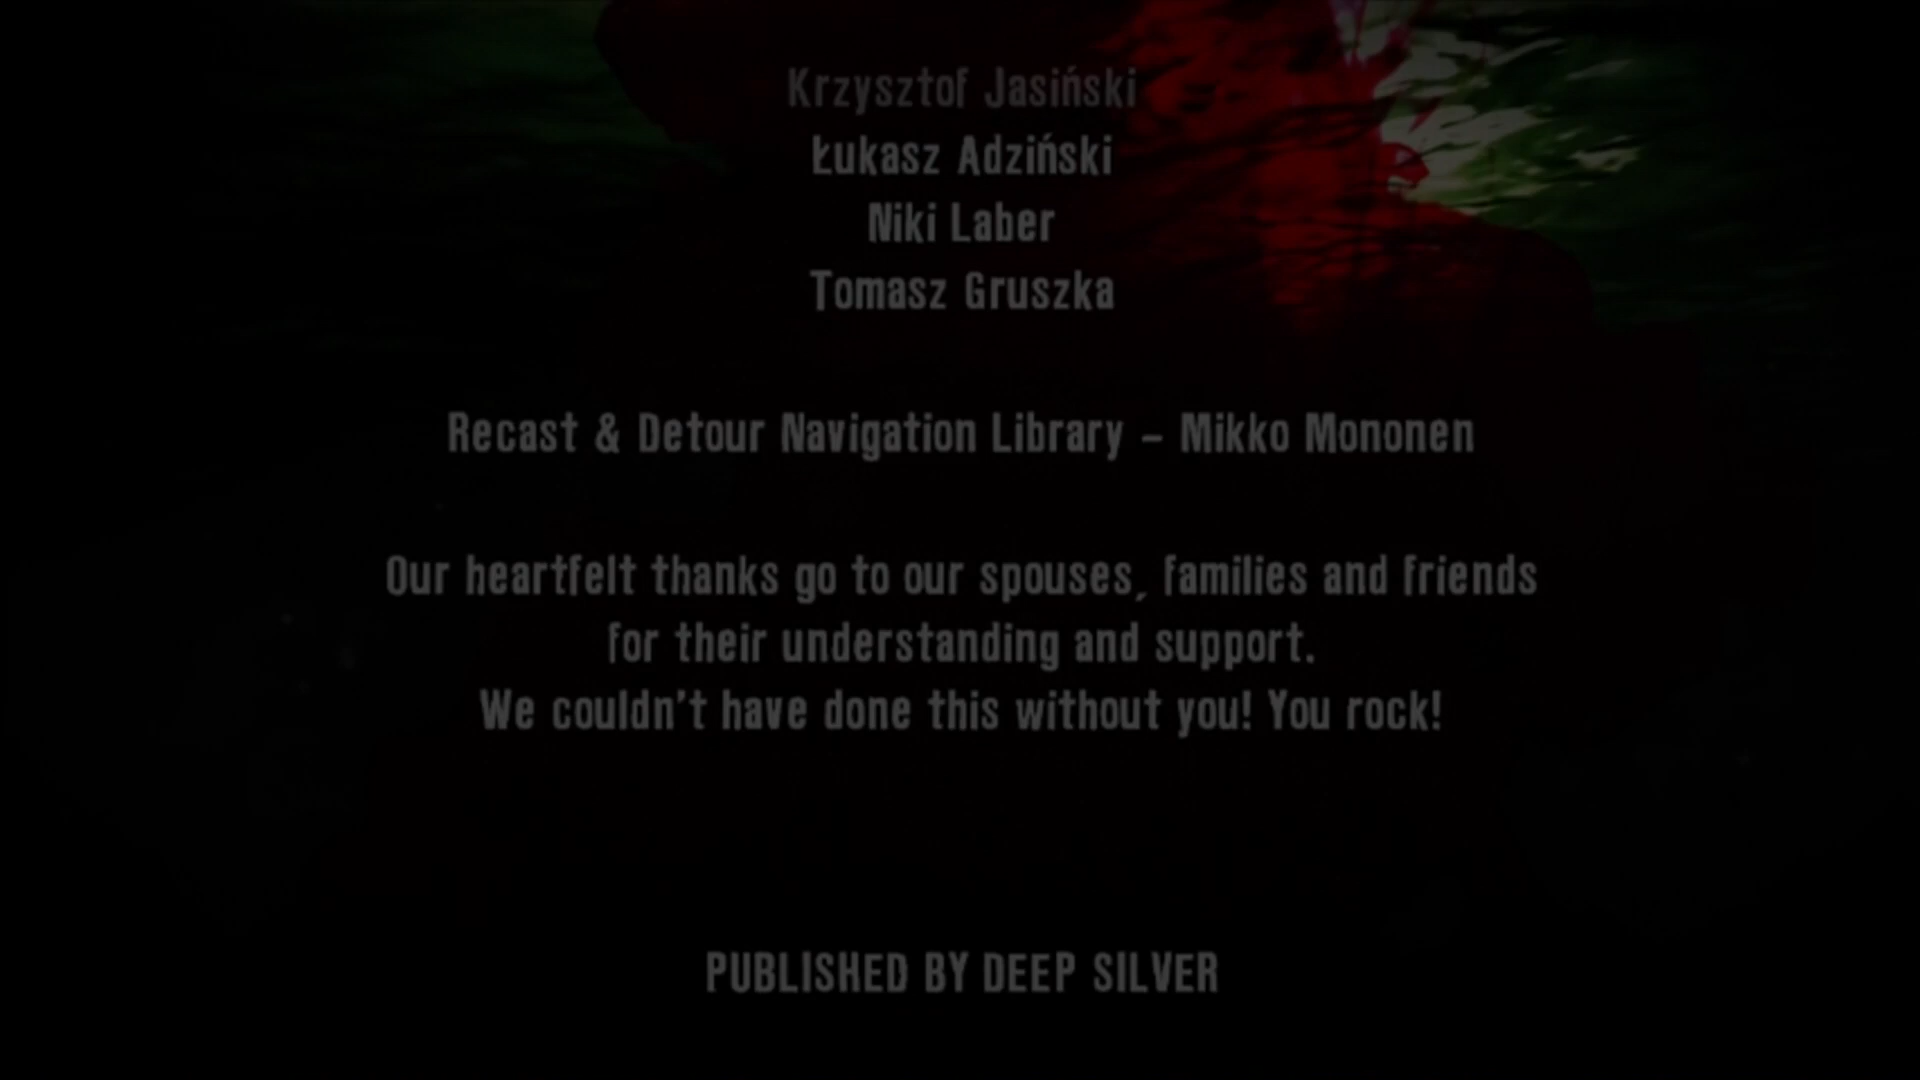 Krzysztof Jasiński
Łukasz Adziński
Niki Laber
Tomasz Gruszka
Recast & Detour Navigation Library – Mikko Mononen
Our heartfelt thanks go to our spouses, families and friends
for their understanding and support.
We couldn't have done this without you! You rock!
PUBLISHED BY DEEP SILVER